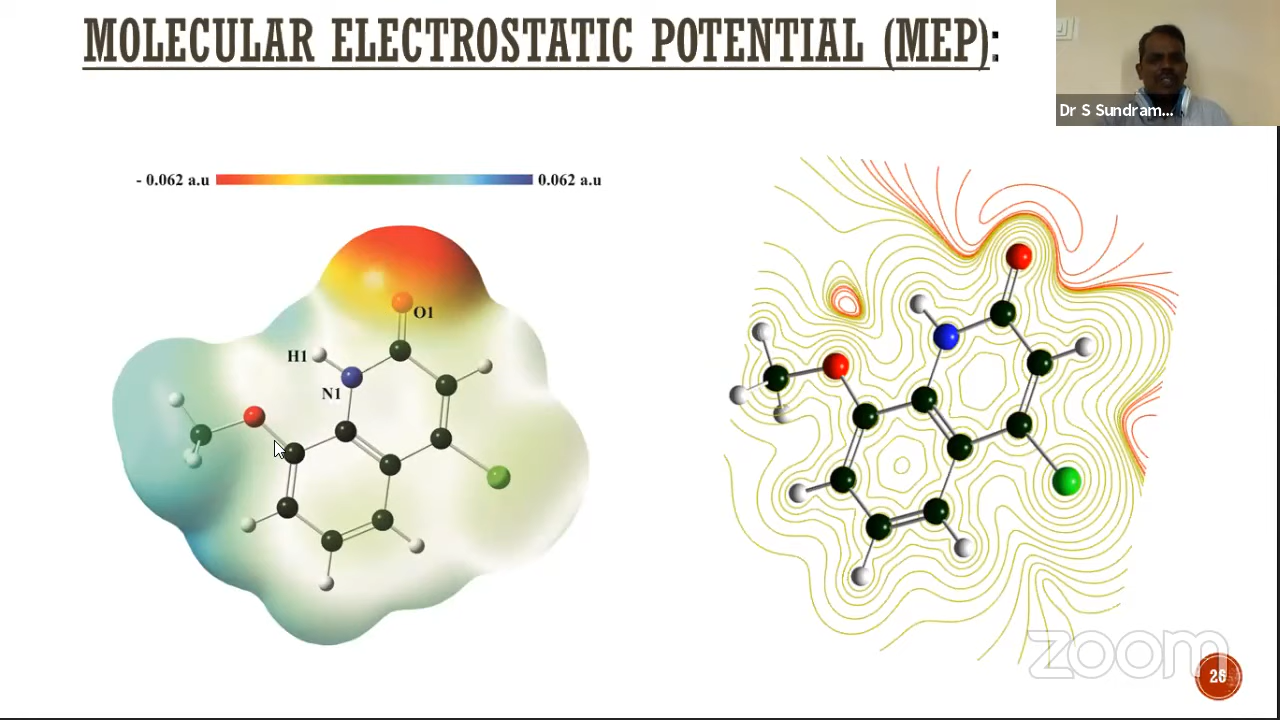 MOLECULAR ELECTROSTATIC POTENTIAL (MEP):
Dr S Sundram...
- 0.062 a.u
0.062 a.u
O1
H1
N1
zoom
26